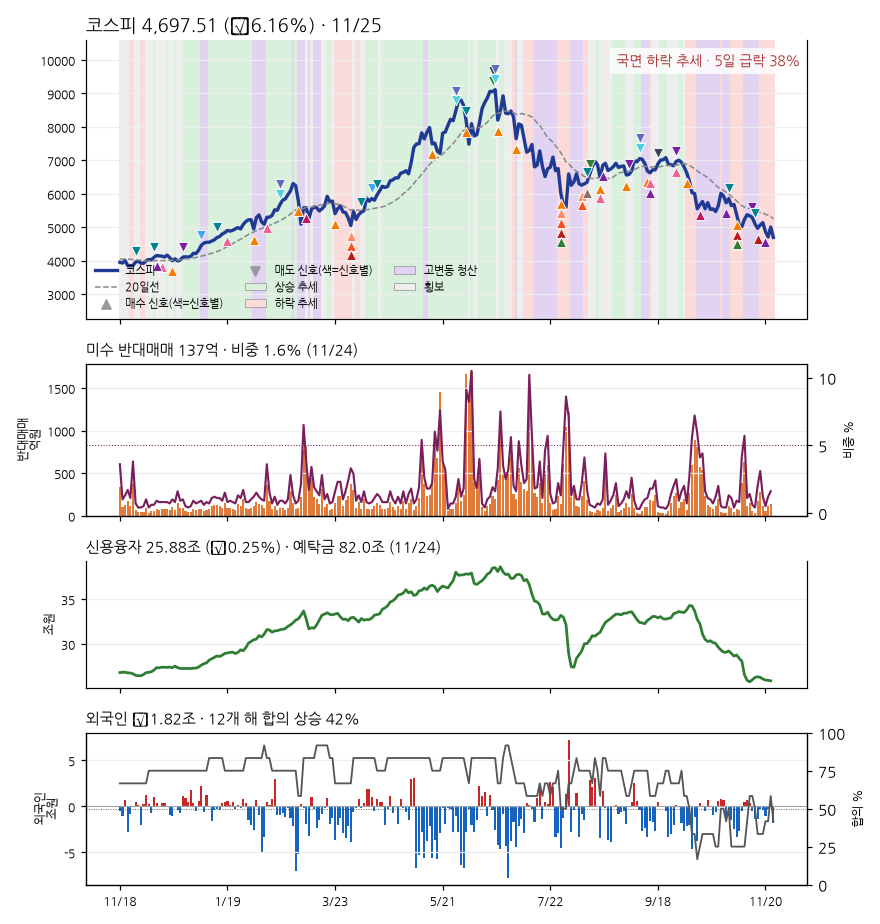 코스피 4,697.51 (√6.16%) · 11/25
국면 하락 추세 · 5일 급락 38%
10000
9000
8000
7000
6000
5000
4000
3000
코스피
20일선
매수 신호(색=신호별)
매도 신호(색=신호별)
상승 추세
하락 추세
고변동 청산
횡보
미수 반대매매 137억 · 비중 1.6% (11/24)
반대매매
억원
1500
1000
500
0
10
5
0
비중 %
신용융자 25.88조 (√0.25%) · 예탁금 82.0조 (11/24)
조원
35
30
외국인 √1.82조 · 12개 해 합의 상승 42%
외국인
조원
5
0
-5
100
75
50
25
0
합의 %
11/18
1/19
3/23
5/21
7/22
9/18
11/20